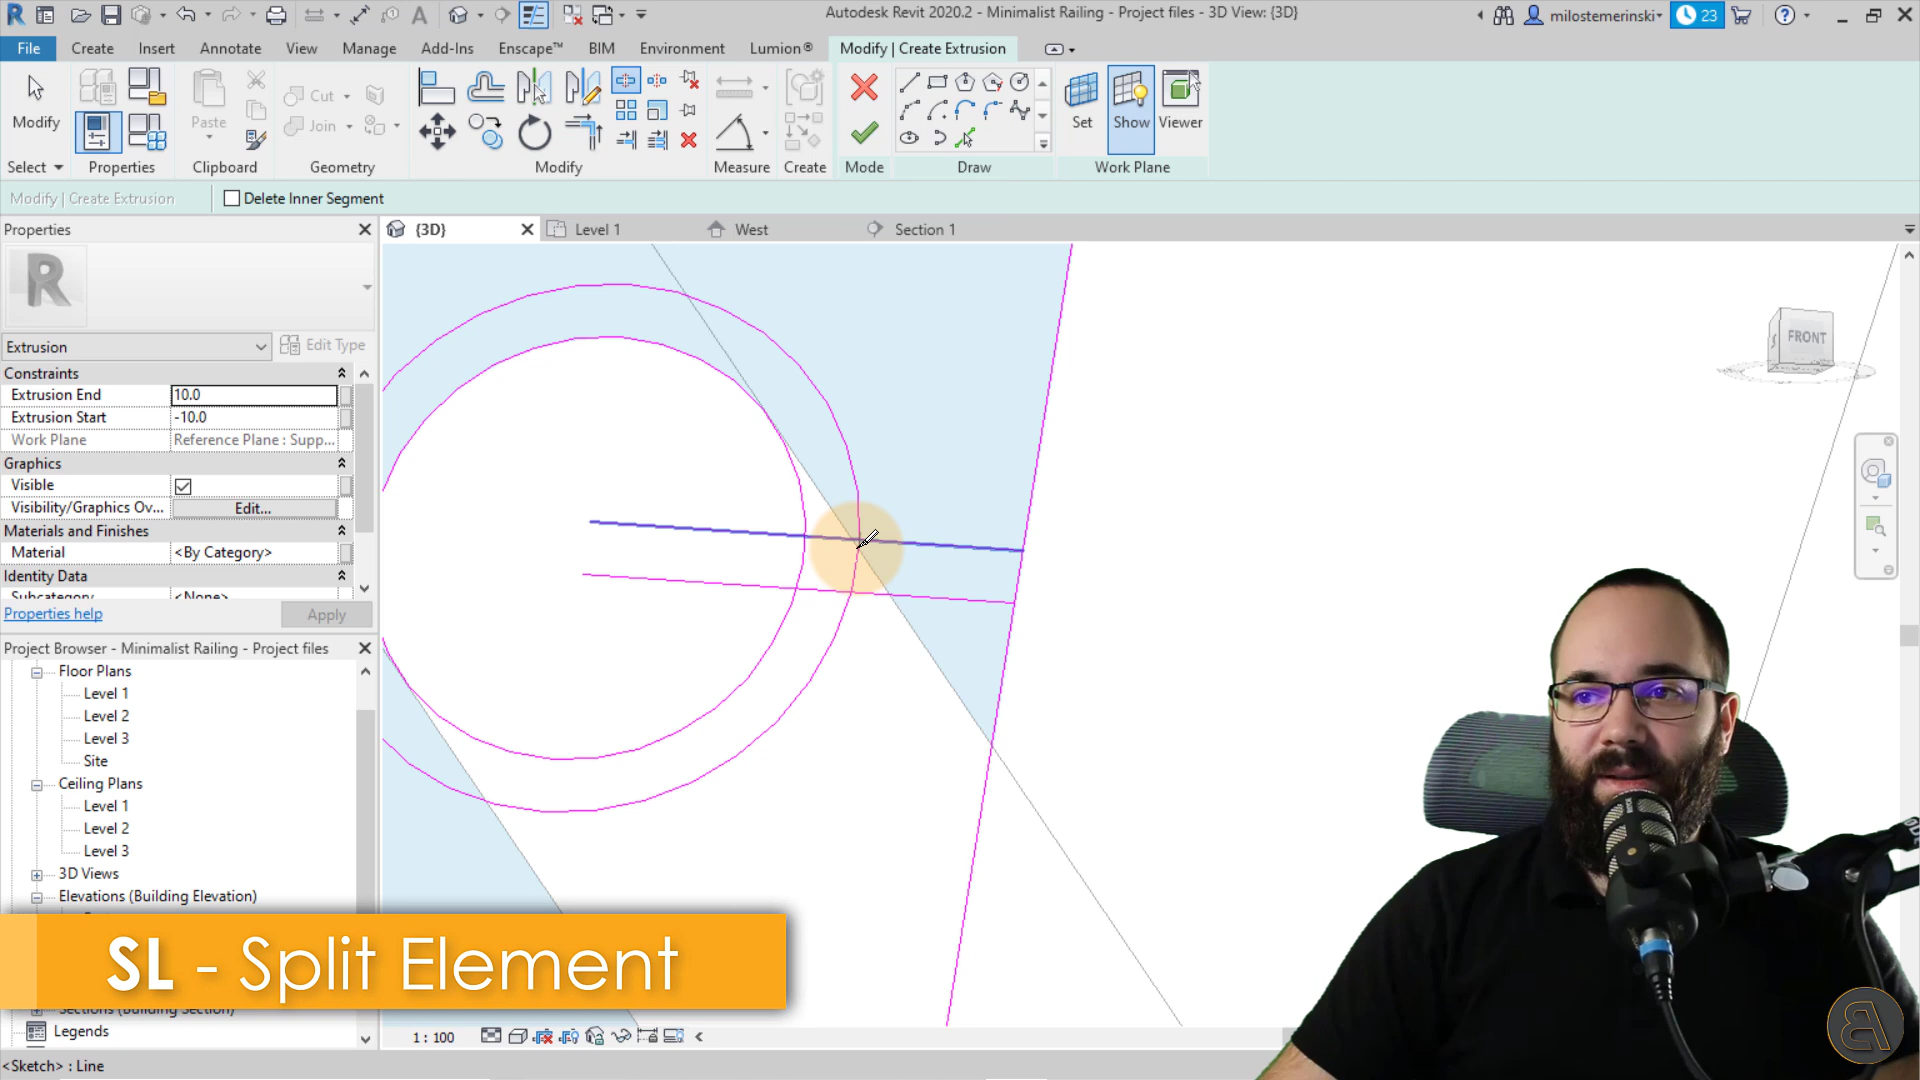 Autodesk Revit 2020.2 - Minimalist Railing - Project files - 3D View: {3D}
milostemerinski
23
File Create Insert Annotate View Manage Add-Ins Enscape™ BIM Environment Lumion® Modify | Create Extrusion
Modify
Cut
Join
Paste
Set Show Viewer
Select Properties Clipboard Geometry Modify Measure Create Mode Draw Work Plane
Modify | Create Extrusion
Delete Inner Segment
Properties
{3D} Level 1 West Section 1
R
Extrusion
Edit Type
Constraints
Extrusion End 10.0
Extrusion Start -10.0
Work Plane Reference Plane : Supp...
Graphics
Visible
Visibility/Graphics Ov... Edit...
Materials and Finishes
Material <By Category>
Identity Data
Subcategory <None>
Properties help Apply
FRONT
Project Browser - Minimalist Railing - Project files
Floor Plans
Level 1
Level 2
Level 3
Site
Ceiling Plans
Level 1
Level 2
Level 3
3D Views
Elevations (Building Elevation)
SL - Split Element
Sections (Building Section)
Legends
1 : 100
<Sketch> : Line